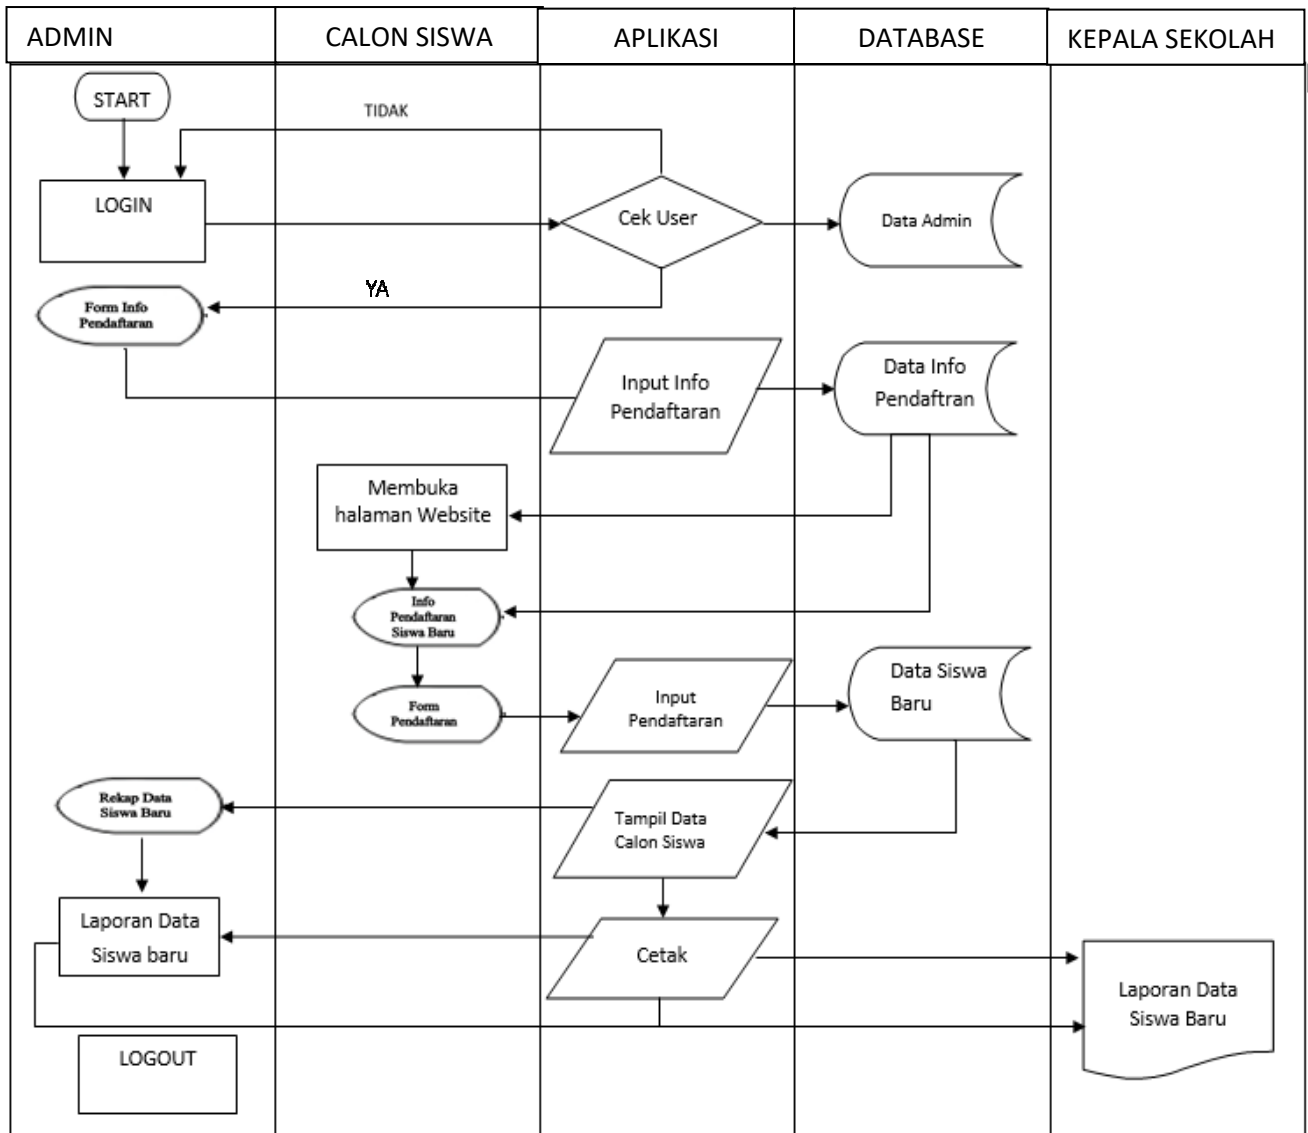 ADMIN
CALON SISWA
APLIKASI
DATABASE
KEPALA SEKOLAH
START
TIDAK
LOGIN
Cek User
Data Admin
YA
Form Info
Pendaftaran
Input Info
Pendaftaran
Data Info
Pendaftran
Membuka
halaman Website
Info
Pendaftaran
Siswa Baru
Form
Pendaftaran
Input
Pendaftaran
Data Siswa
Baru
Rekap Data
Siswa Baru
Tampil Data
Calon Siswa
Laporan Data
Siswa baru
Cetak
Laporan Data
Siswa Baru
LOGOUT